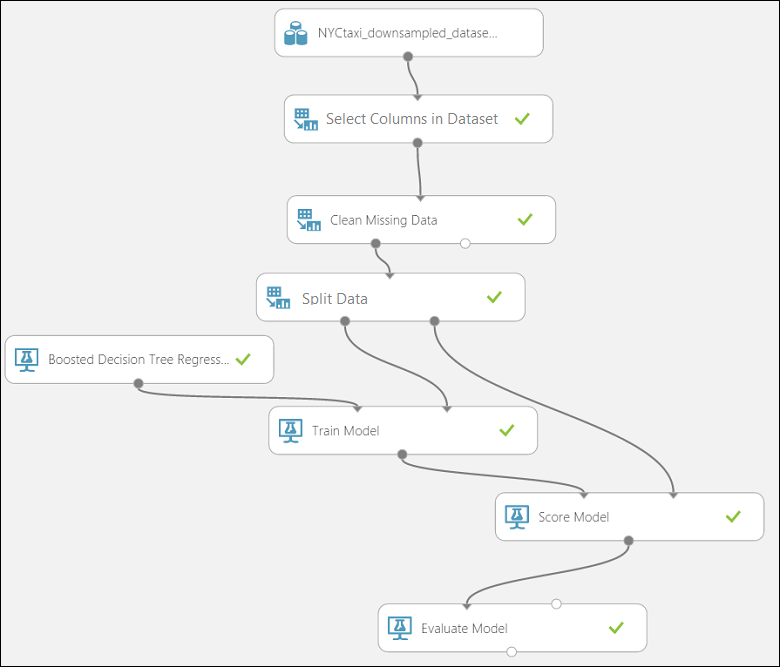 NYCtaxi_downsampled_datase...
Select Columns in Dataset
Clean Missing Data
Split Data
Boosted Decision Tree Regress...
Train Model
Score Model
Evaluate Model